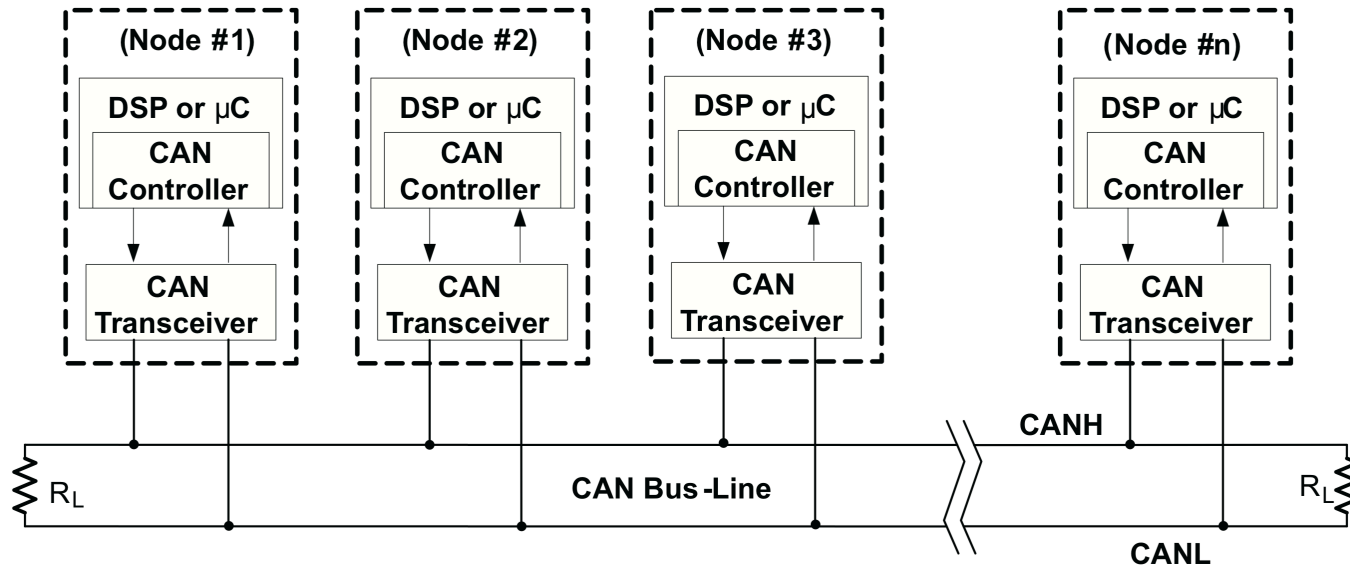 (Node #1)
DSP or µC
CAN
Controller
CAN
Transceiver
(Node #2)
DSP or µC
CAN
Controller
CAN
Transceiver
(Node #3)
DSP or µC
CAN
Controller
CAN
Transceiver
(Node #n)
DSP or µC
CAN
Controller
CAN
Transceiver
CANH
RL
CAN Bus-Line
RL
CANL